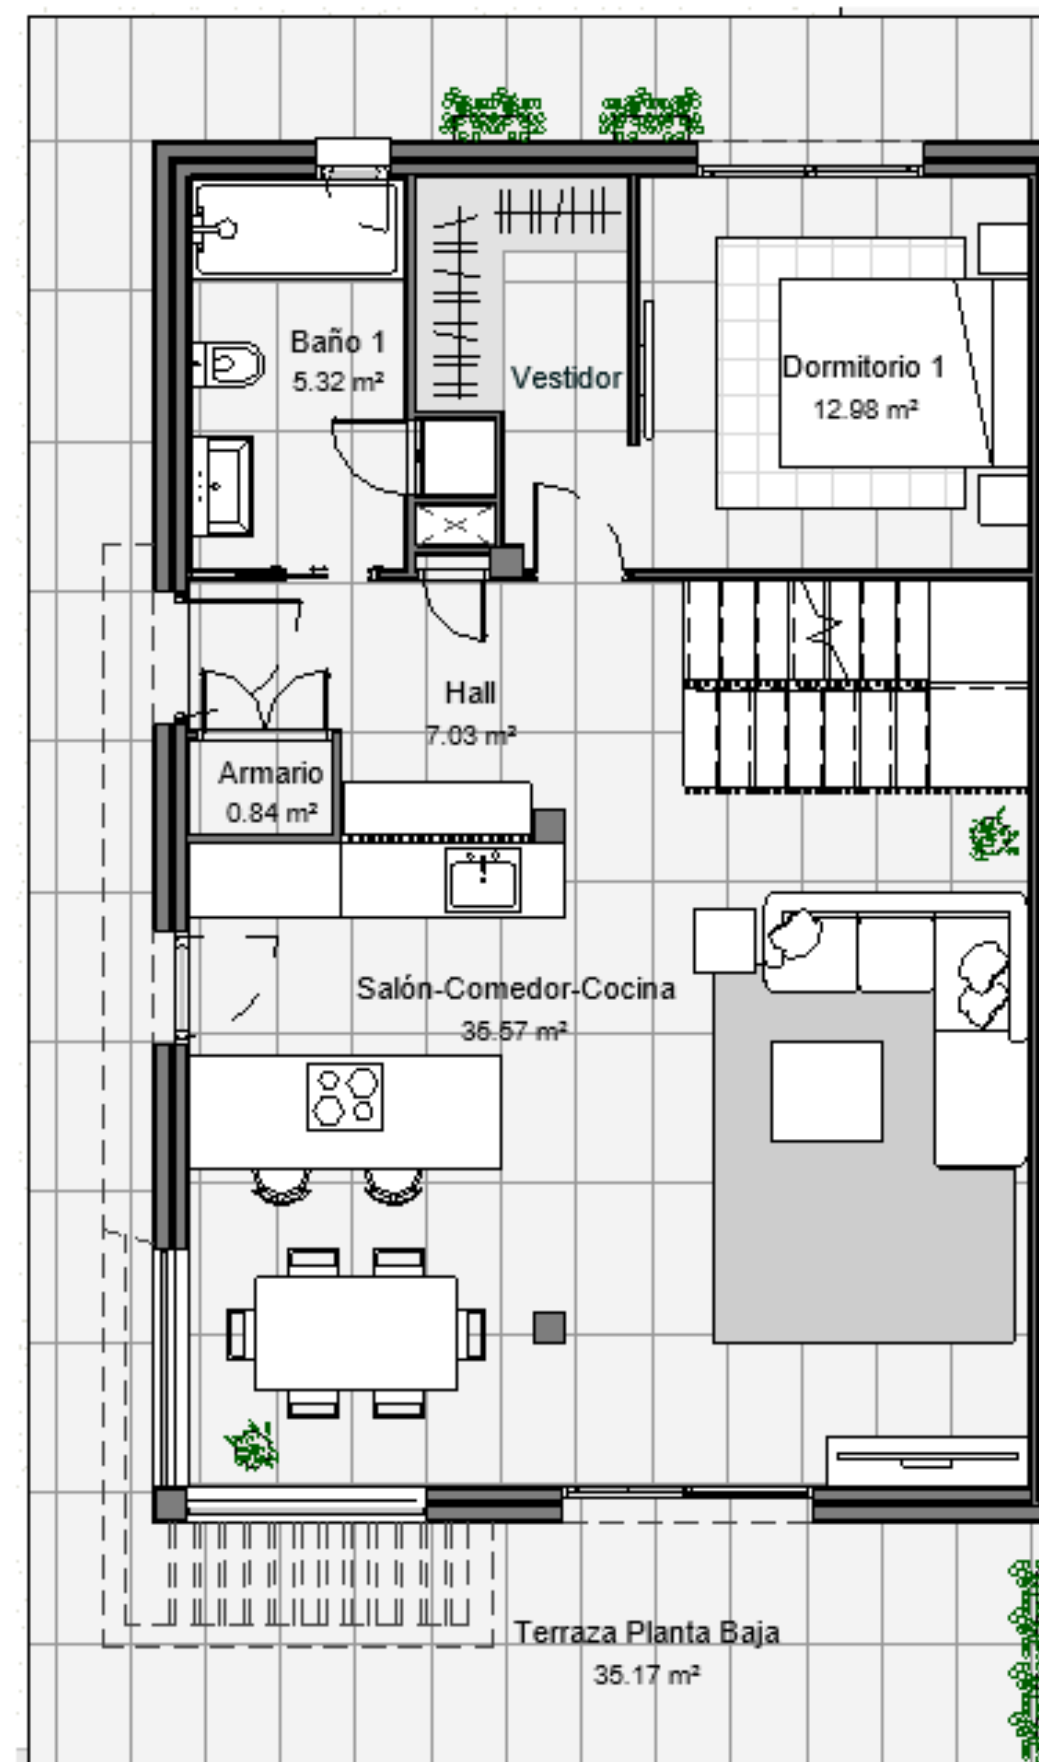 Baño 1
5.32 m²
Vestidor
Dormitorio 1
12.98 m²
Hall
7.03 m²
Armario
0.84 m²
Salón-Comedor-Cocina
35.57 m²
Terraza Planta Baja
35.17 m²